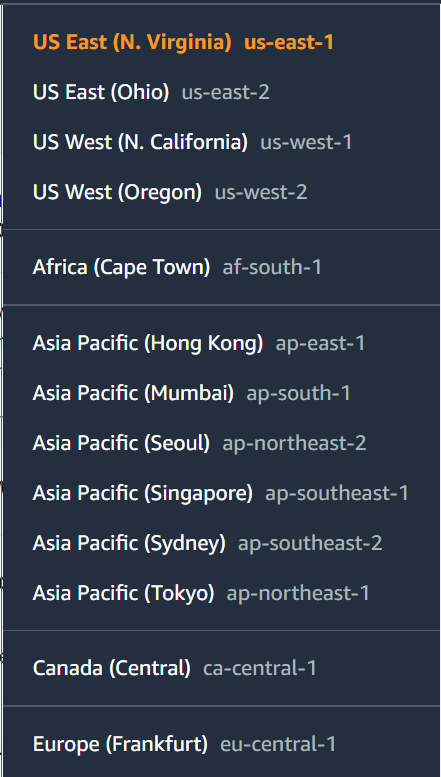 US East (N. Virginia) us-east-1
US East (Ohio) us-east-2
US West (N. California) us-west-1
US West (Oregon) us-west-2
Africa (Cape Town) af-south-1
Asia Pacific (Hong Kong) ap-east-1
Asia Pacific (Mumbai) ap-south-1
Asia Pacific (Seoul) ap-northeast-2
Asia Pacific (Singapore) ap-southeast-1
Asia Pacific (Sydney) ap-southeast-2
Asia Pacific (Tokyo) ap-northeast-1
Canada (Central) ca-central-1
Europe (Frankfurt) eu-central-1